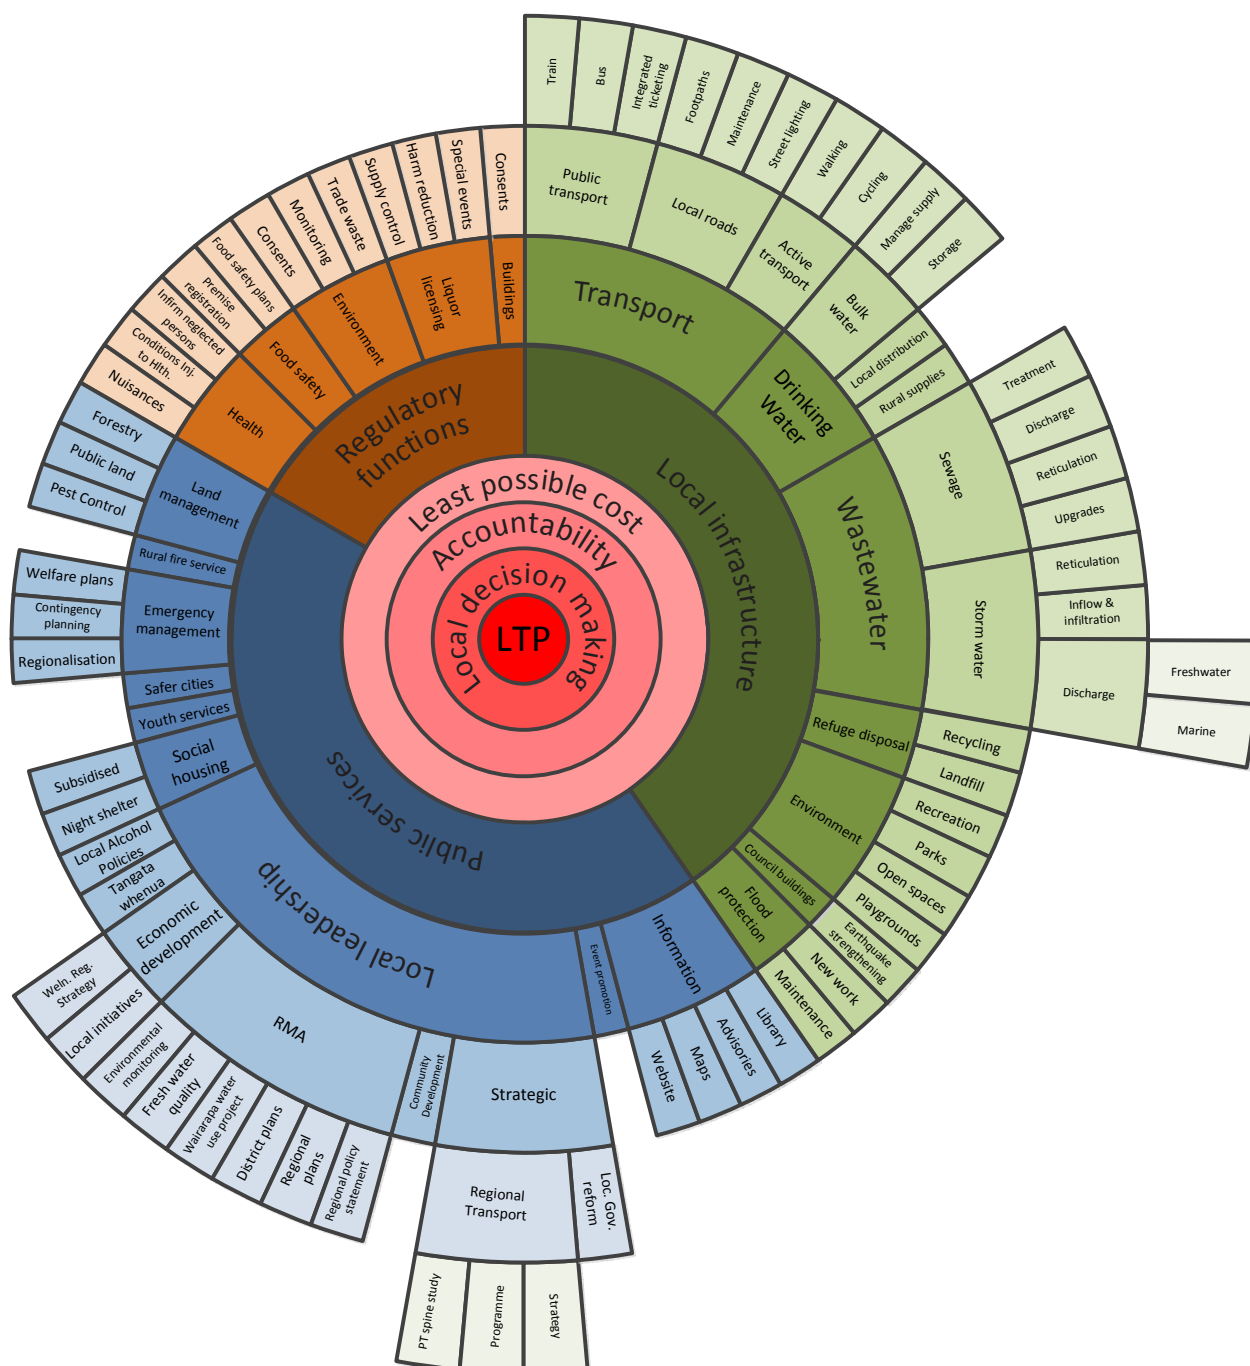 LTP
Local decision making
Accountability
Least possible cost
Local infrastructure
Transport
Public
transport
Train
Bus
Integrated
ticketing
Local roads
Footpaths
Maintenance
Street lighting
Active
transport
Walking
Cycling
Drinking
Water
Bulk
water
Manage supply
Storage
Local distribution
Rural supplies
Wastewater
Sewage
Treatment
Discharge
Reticulation
Upgrades
Storm water
Reticulation
Inflow &
infiltration
Discharge
Freshwater
Marine
Refuge disposal
Recycling
Landfill
Environment
Recreation
Parks
Open spaces
Playgrounds
Council buildings
Earthquake
strengthening
Flood
protection
New work
Maintenance
Public services
Information
Library
Advisories
Maps
Website
Event promotion
Local leadership
Strategic
Loc. Gov.
reform
Regional
Transport
Strategy
Programme
PT spine study
Community
Development
RMA
Regional policy
statement
Regional
plans
District plans
Wairarapa water
use project
Fresh water
quality
Environmental
monitoring
Economic
development
Local initiatives
Weln. Reg.
Strategy
Tangata
whenua
Local Alcohol
Policies
Social
housing
Night shelter
Subsidised
Youth services
Safer cities
Emergency
management
Regionalisation
Contingency
planning
Welfare plans
Rural fire service
Land
management
Pest Control
Public land
Forestry
Regulatory
functions
Health
Nuisances
Conditions Inj.
to Hlth.
Infirm neglected
persons
Food safety
Premise
registration
Food safety plans
Environment
Consents
Monitoring
Trade waste
Liquor
licensing
Supply control
Harm reduction
Special events
Buildings
Consents